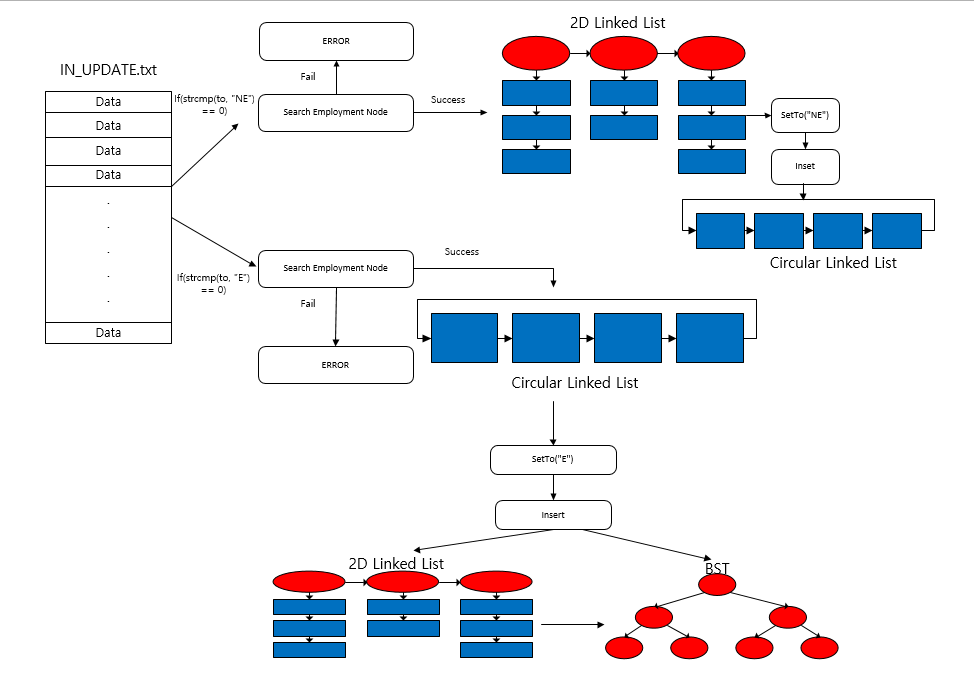 2D Linked List
ERROR
IN_UPDATE.txt
Fail
Data
If(strcmp(to, "NE")
== 0)
Search Employment Node
Success
SetTo("NE")
Data
Data
Inset
Data
.
.
.
.
.
Circular Linked List
Success
Search Employment Node
If(strcmp(to, "E")
== 0)
Fail
Data
ERROR
Circular Linked List
SetTo("E")
Insert
2D Linked List
BST